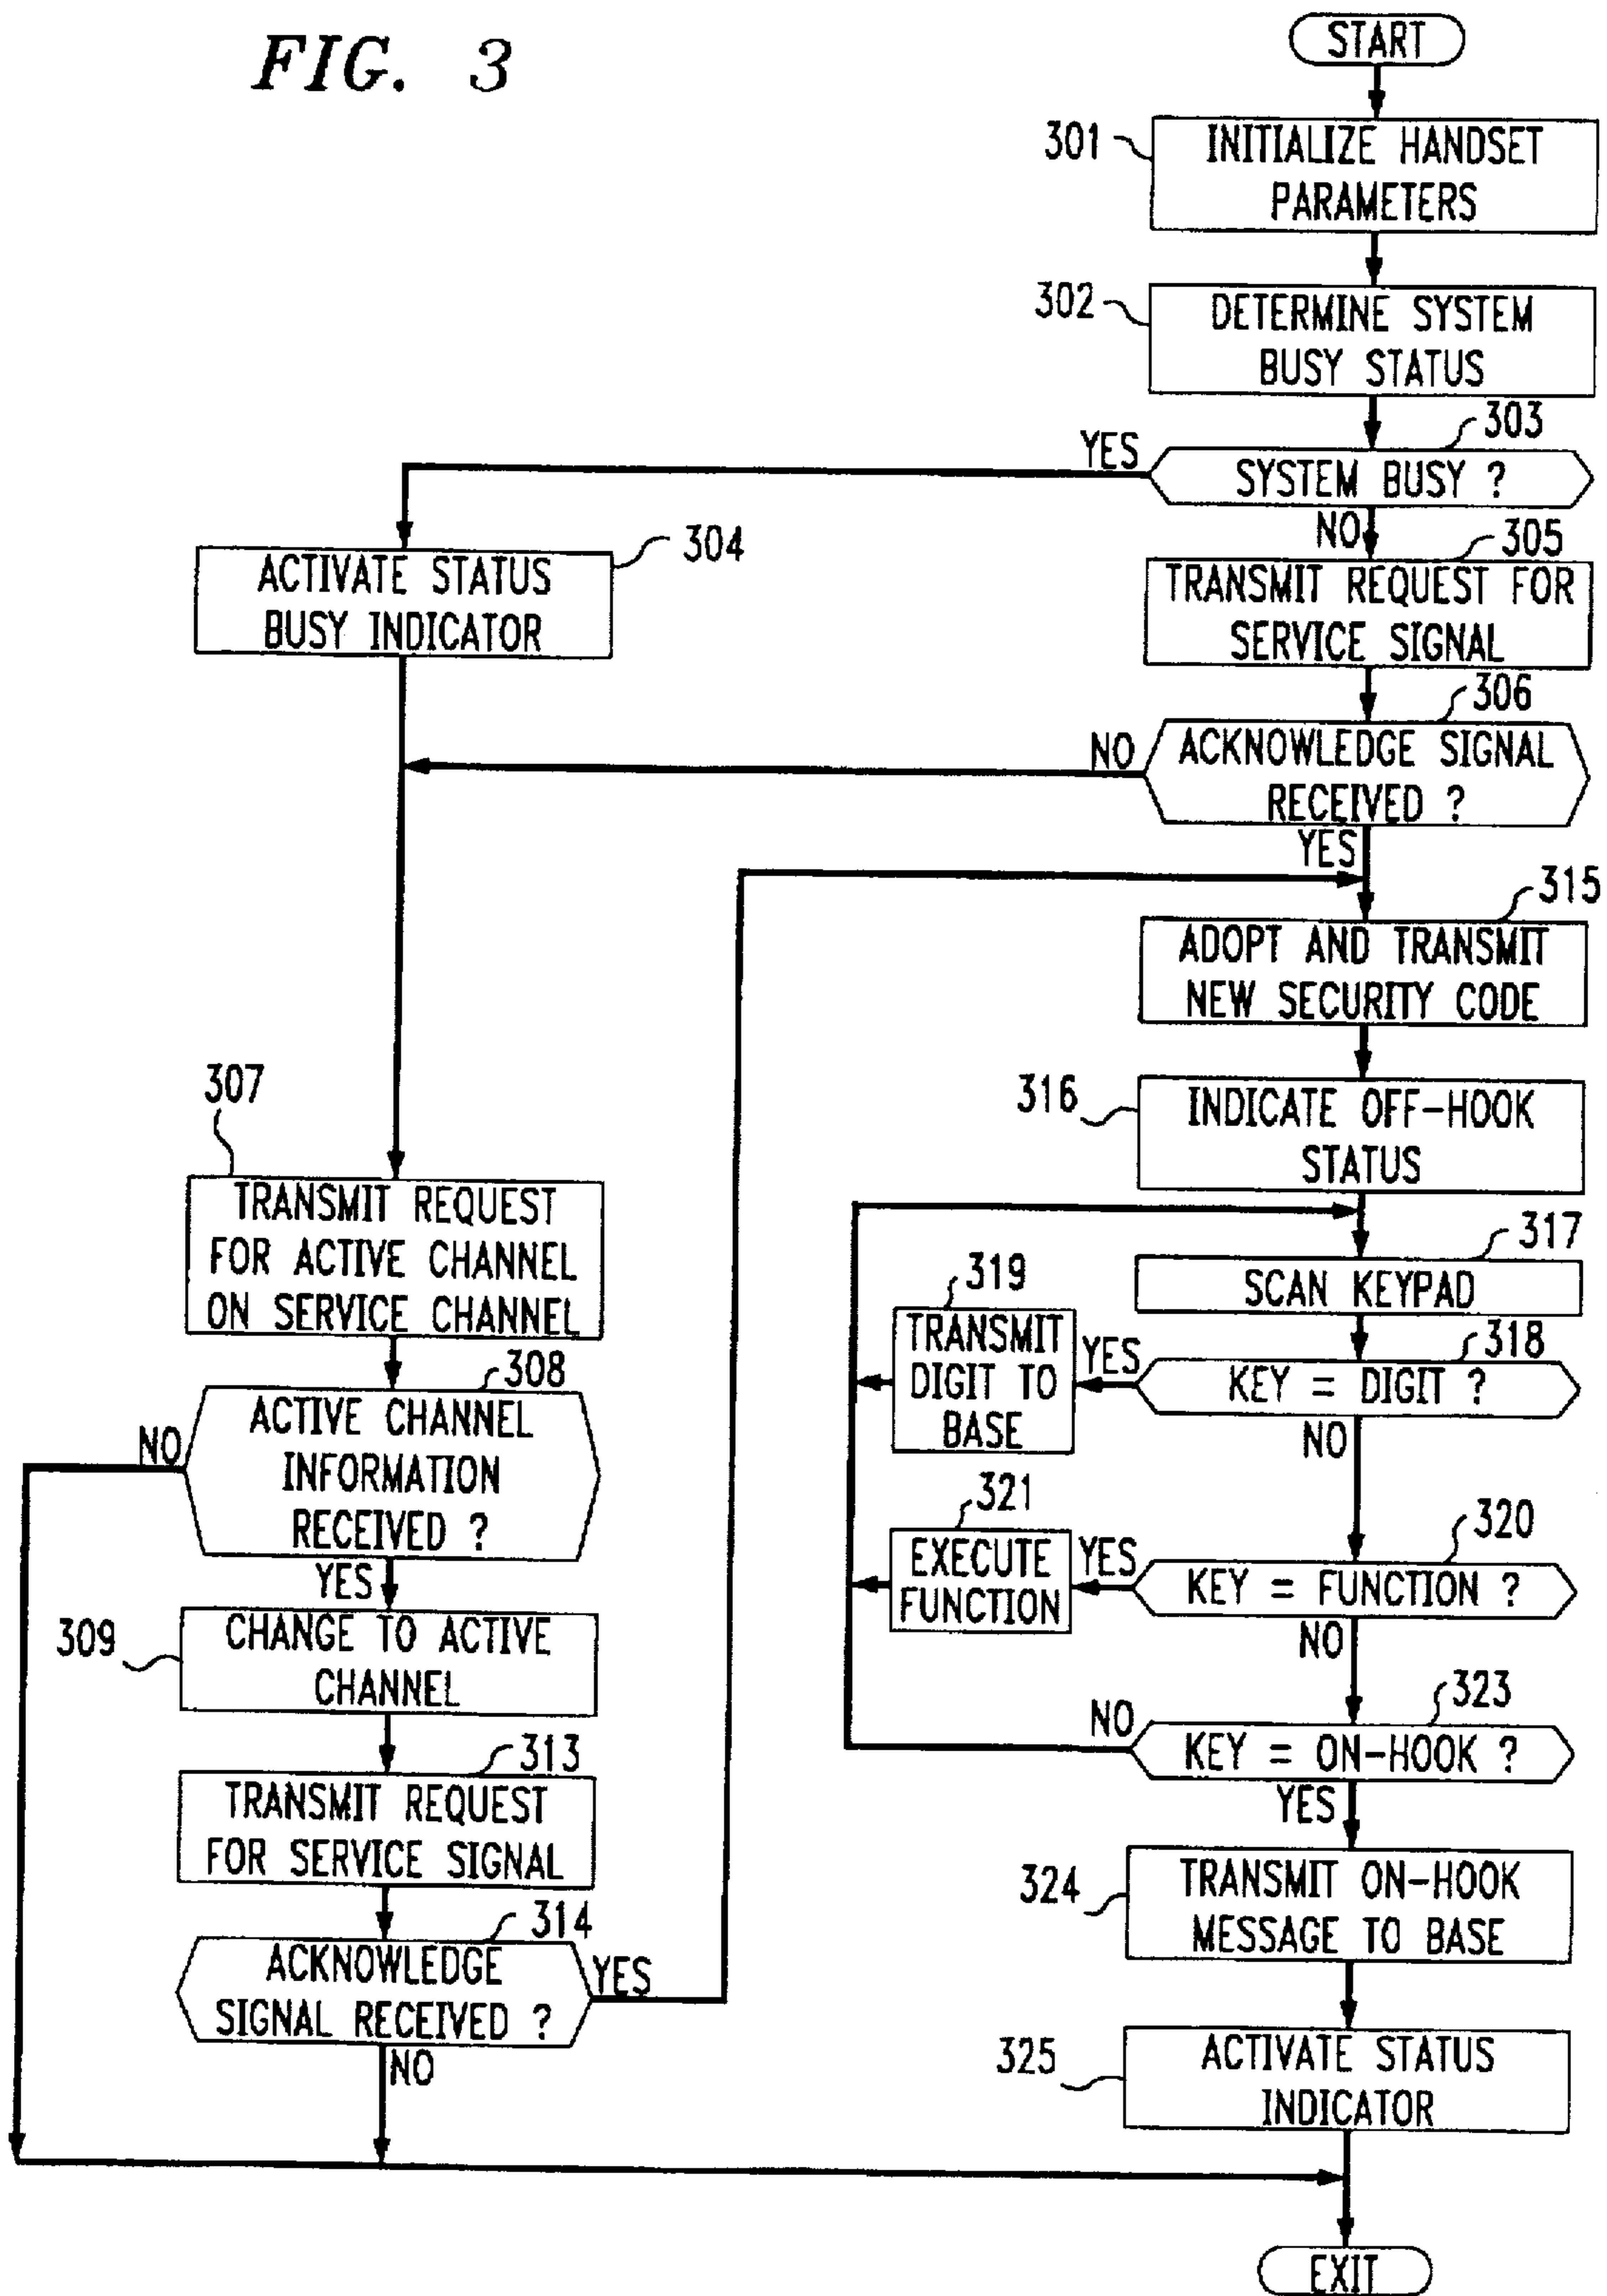 FIG. 3
START
301
INITIALIZE HANDSET
PARAMETERS
302
DETERMINE SYSTEM
BUSY STATUS
303
YES
SYSTEM BUSY ?
NO
304
ACTIVATE STATUS
BUSY INDICATOR
305
TRANSMIT REQUEST FOR
SERVICE SIGNAL
306
NO
ACKNOWLEDGE SIGNAL
RECEIVED ?
YES
315
ADOPT AND TRANSMIT
NEW SECURITY CODE
316
INDICATE OFF-HOOK
STATUS
307
TRANSMIT REQUEST
FOR ACTIVE CHANNEL
ON SERVICE CHANNEL
308
NO
ACTIVE CHANNEL
INFORMATION
RECEIVED ?
YES
309
CHANGE TO ACTIVE
CHANNEL
313
TRANSMIT REQUEST
FOR SERVICE SIGNAL
314
ACKNOWLEDGE
SIGNAL RECEIVED ?
YES
NO
317
SCAN KEYPAD
318
KEY = DIGIT ?
YES
319
TRANSMIT
DIGIT TO
BASE
NO
320
KEY = FUNCTION ?
YES
321
EXECUTE
FUNCTION
NO
323
NO
KEY = ON-HOOK ?
YES
324
TRANSMIT ON-HOOK
MESSAGE TO BASE
325
ACTIVATE STATUS
INDICATOR
EXIT